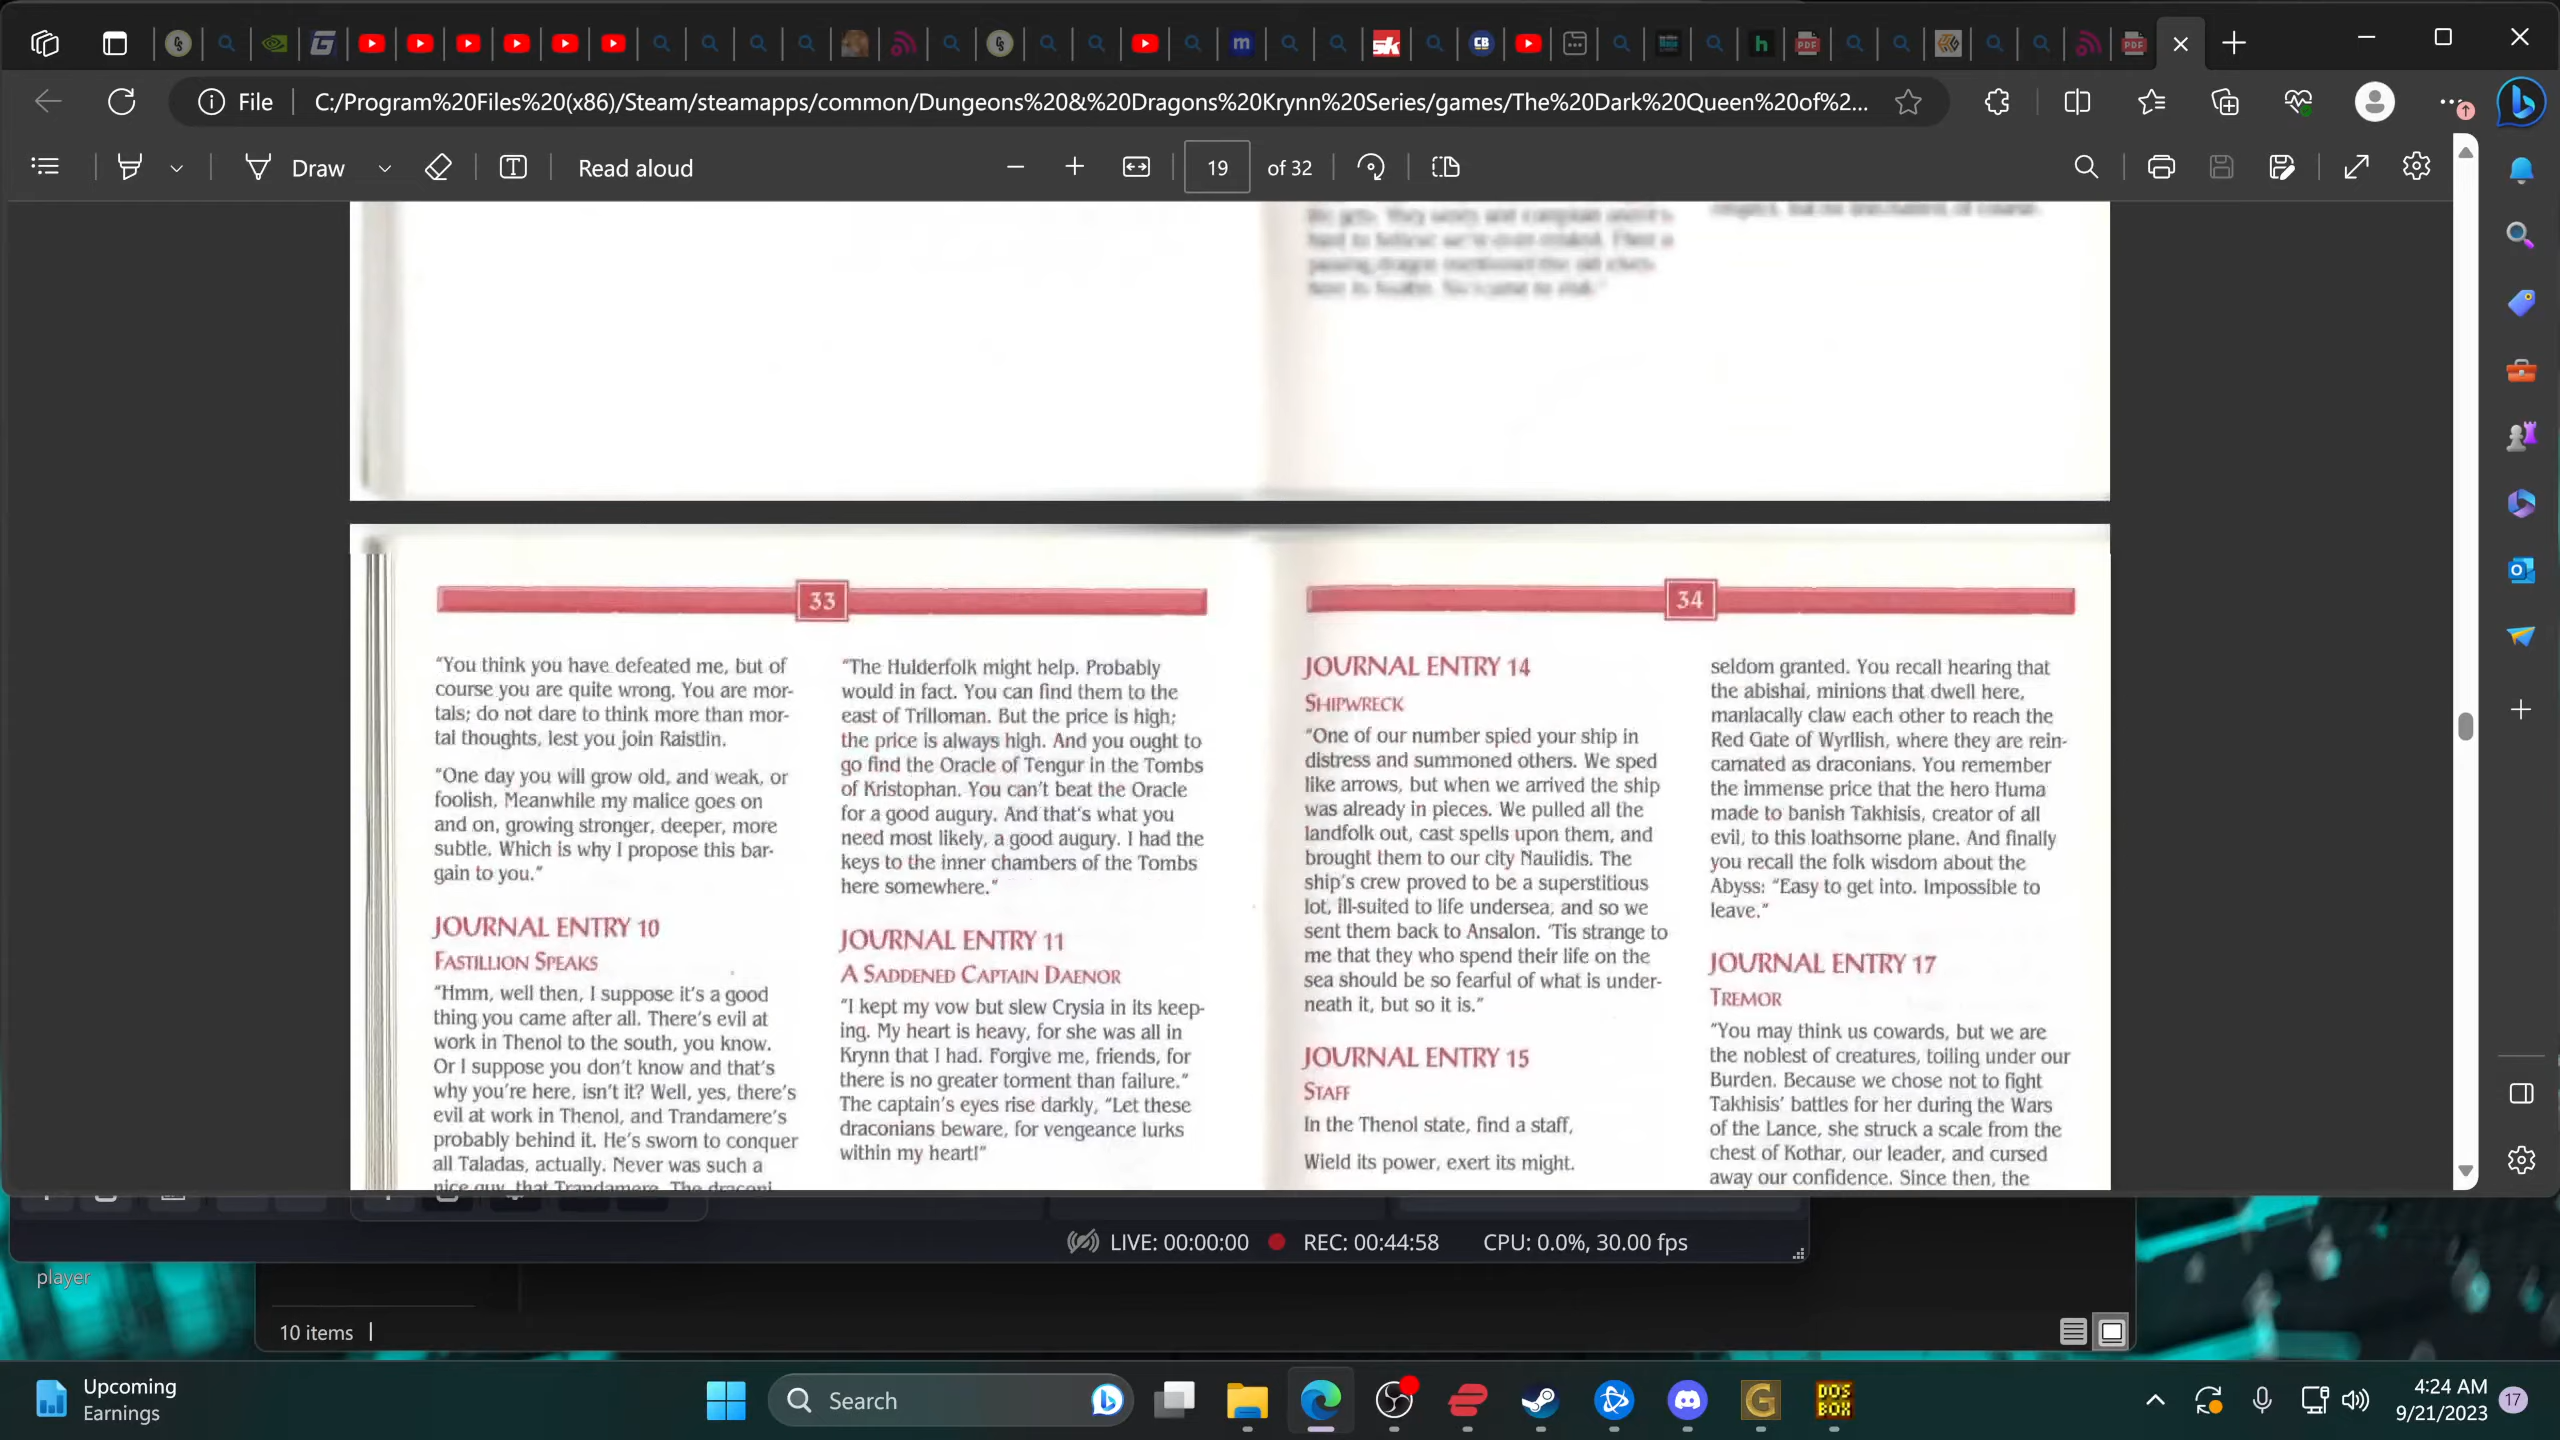 File
C:/Program%20Files%20(x86)/Steam/steamapps/common/Dungeons%20&%20Dragons%20Krynn%20Series/games/The%20Dark%20Queen%20of%2...
Draw
Read aloud
19
of 32
33
"You think you have defeated me, but of
course you are quite wrong. You are mor-
tals; do not dare to think more than mor-
tal thoughts, lest you join Raistlin.
"One day you will grow old, and weak, or
foolish. Meanwhile my malice goes on
and on, growing stronger, deeper, more
subtle. Which is why I propose this bar-
gain to you."
JOURNAL ENTRY 10
FASTILLION SPEAKS
"Hmm, well then, I suppose it's a good
thing you came after all. There's evil at
work in Thenol to the south, you know.
Or I suppose you don't know and that's
why you're here, isn't it? Well, yes, there's
evil at work in Thenol, and Trandamere's
probably behind it. He's sworn to conquer
all Taladas, actually. Never was such a
nice guy, that Trandamere. The draconi
"The Hulderfolk might help. Probably
would in fact. You can find them to the
east of Trilloman. But the price is high;
the price is always high. And you ought to
go find the Oracle of Tengur in the Tombs
of Kristophan. You can't beat the Oracle
for a good augury. And that's what you
need most likely, a good augury. I had the
keys to the inner chambers of the Tombs
here somewhere."
JOURNAL ENTRY 11
A SADDENED CAPTAIN DAENOR
"I kept my vow but slew Crysia in its keep-
ing. My heart is heavy, for she was all in
Krynn that I had. Forgive me, friends, for
there is no greater torment than failure."
The captain's eyes rise darkly, "Let these
draconians beware, for vengeance lurks
within my heart!"
34
JOURNAL ENTRY 14
SHIPWRECK
"One of our number spied your ship in
distress and summoned others. We sped
like arrows, but when we arrived the ship
was already in pieces. We pulled all the
landfolk out, cast spells upon them, and
brought them to our city Naulidis. The
ship's crew proved to be a superstitious
lot, ill-suited to life undersea, and so we
sent them back to Ansalon. 'Tis strange to
me that they who spend their life on the
sea should be so fearful of what is under-
neath it, but so it is."
JOURNAL ENTRY 15
STAFF
In the Thenol state, find a staff,
Wield its power, exert its might.
seldom granted. You recall hearing that
the abishai, minions that dwell here,
maniacally claw each other to reach the
Red Gate of Wyrllish, where they are rein-
carnated as draconians. You remember
the immense price that the hero Huma
made to banish Takhisis, creator of all
evil, to this loathsome plane. And finally
you recall the folk wisdom about the
Abyss: "Easy to get into. Impossible to
leave."
JOURNAL ENTRY 17
TREMOR
"You may think us cowards, but we are
the noblest of creatures, toiling under our
Burden. Because we chose not to fight
Takhisis' battles for her during the Wars
of the Lance, she struck a scale from the
chest of Kothar, our leader, and cursed
away our confidence. Since then, the
LIVE: 00:00:00
REC: 00:44:58
CPU: 0.0%, 30.00 fps
player
10 items
Upcoming
Earnings
Search
DOS
BOX
4:24 AM
9/21/2023
17